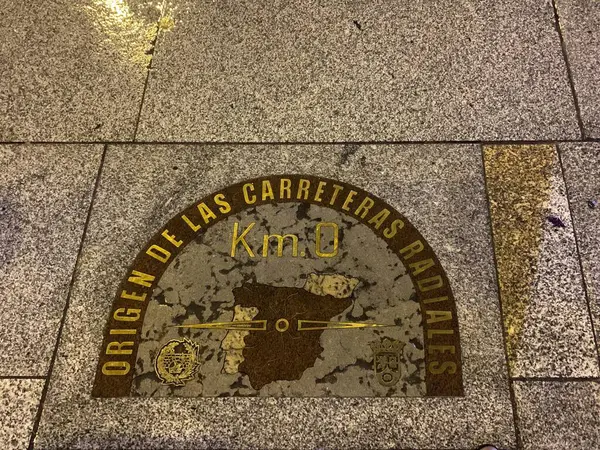 ORIGEN DE LAS CARRETERAS RADIALES
Km. 0